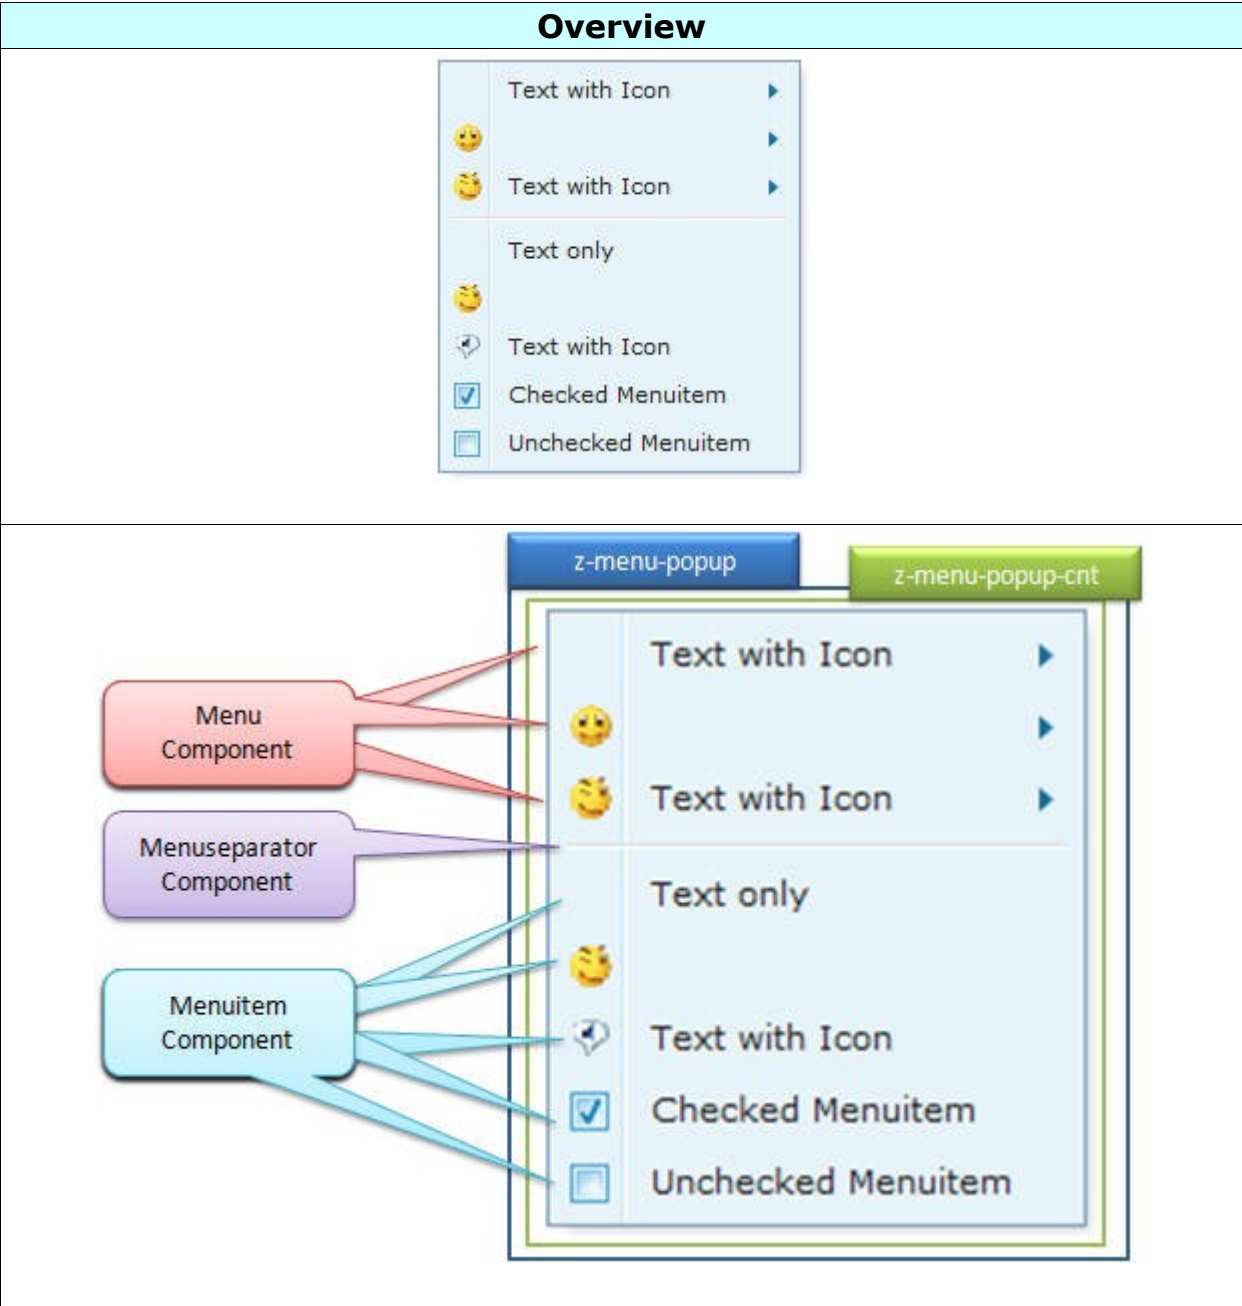 Overview
Text with Icon
Text with Icon
Text only
Text with Icon
Checked Menuitem
Unchecked Menuitem
z-menu-popup
z-menu-popup-cnt
Text with Icon
Menu
Component
Text with Icon
Menuseparator
Component
Text only
Menuitem
Component
Text with Icon
Checked Menuitem
Unchecked Menuitem